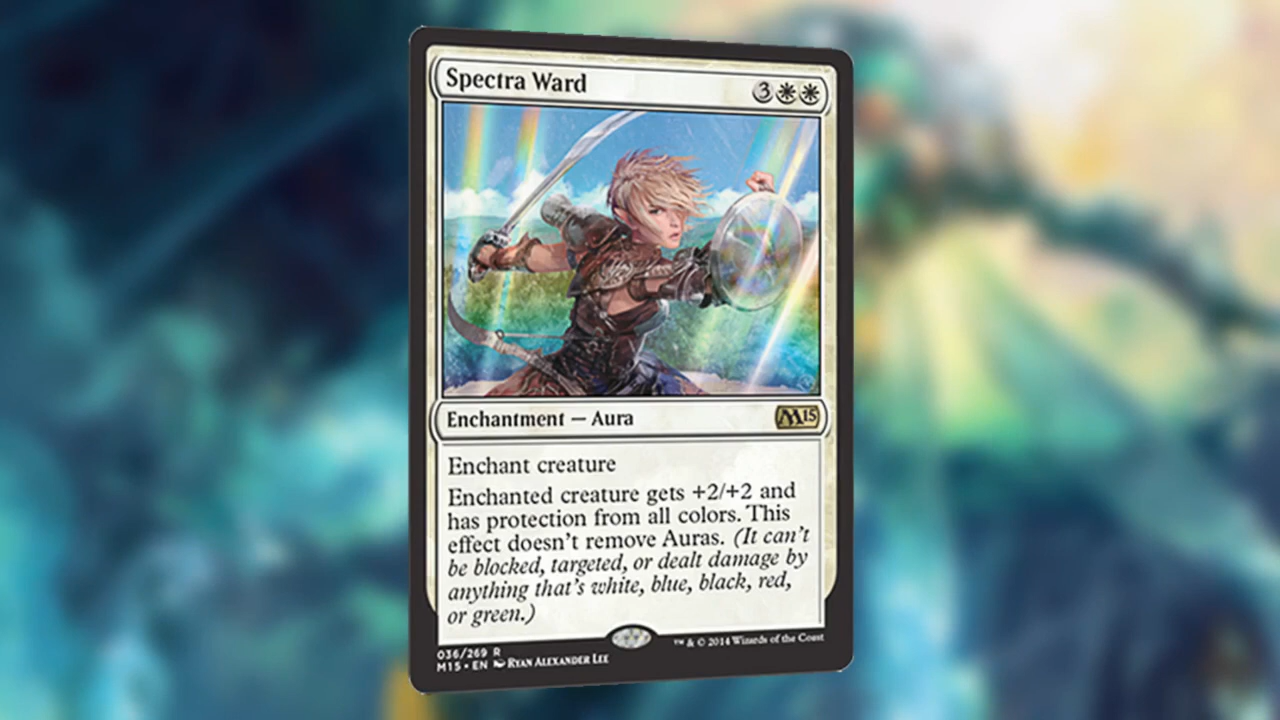 Spectra Ward
3
Enchantment — Aura
M15
Enchant creature
Enchanted creature gets +2/+2 and
has protection from all colors. This
effect doesn't remove Auras. (It can't
be blocked, targeted, or dealt damage by
anything that's white, blue, black, red,
or green.)
036/269 R
M15 • EN Ryan Alexander Lee
™ & © 2014 Wizards of the Coast